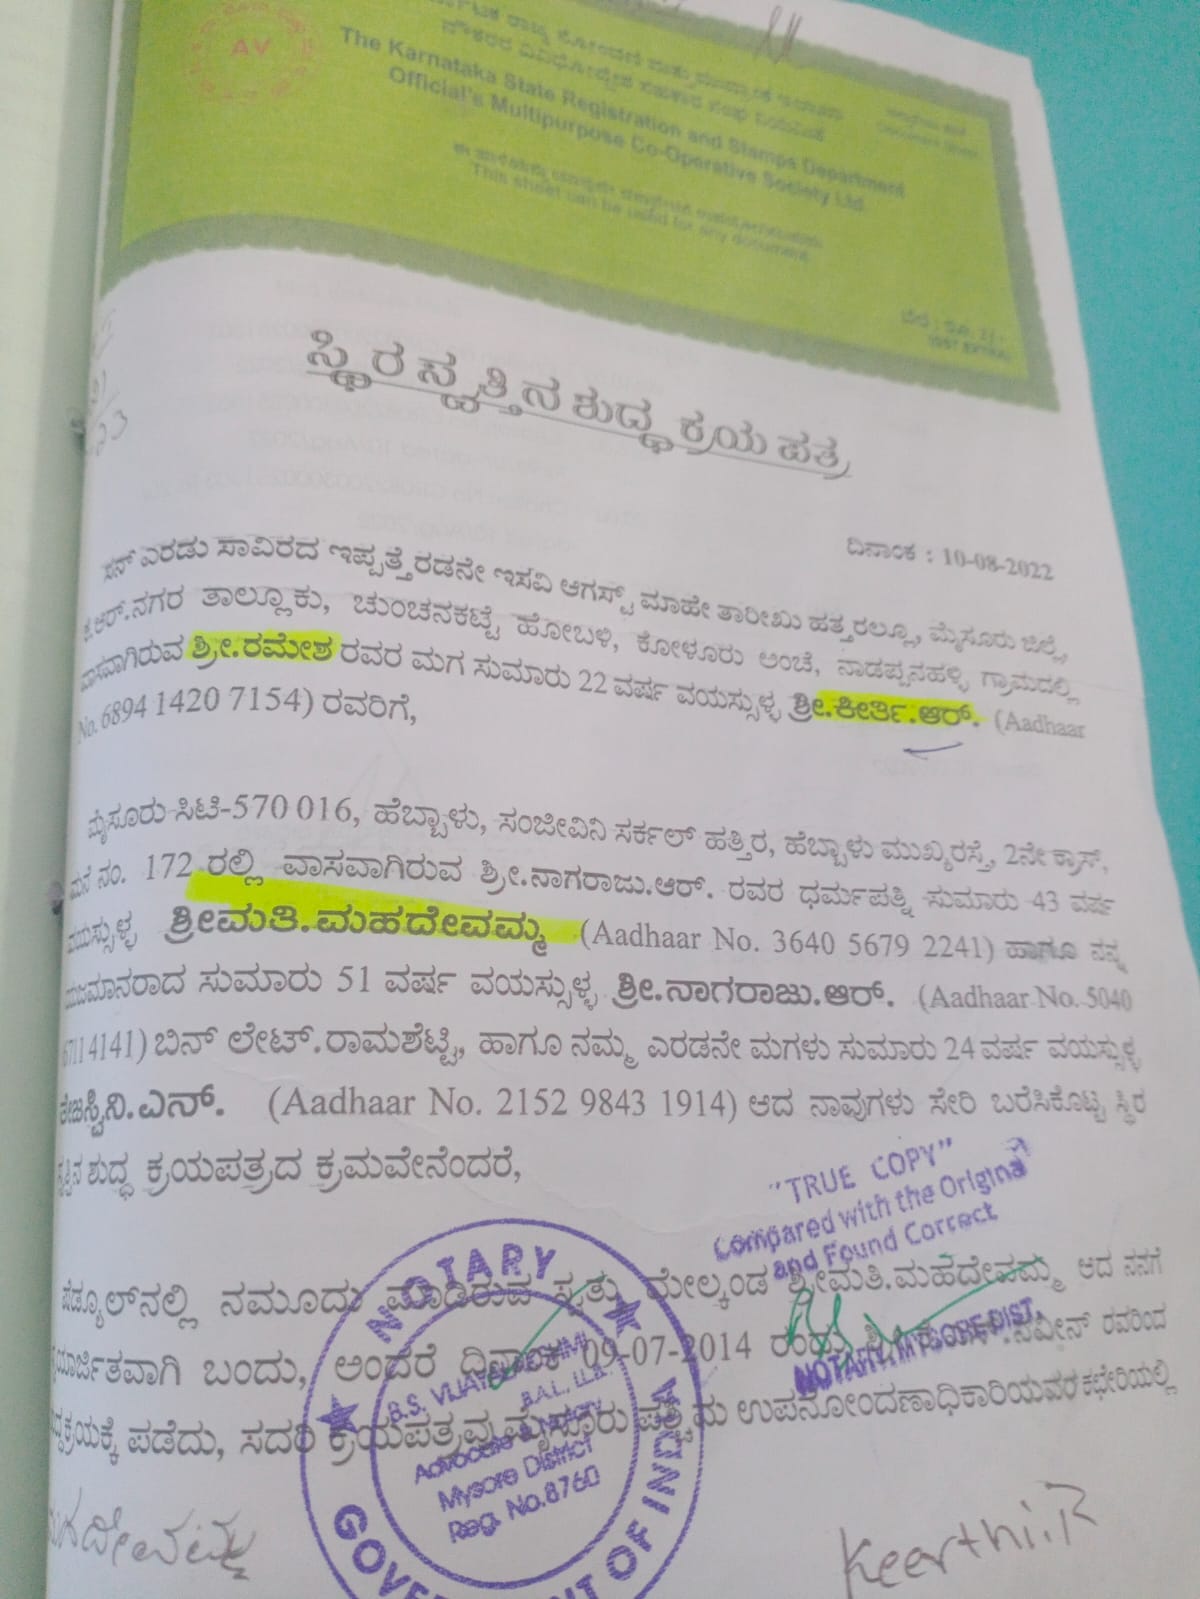 AV
The Karnataka State Registration and Stamps Department
Official's Multipurpose Co-Operative Society Ltd.
This sheet can be used for any document
ಸ್ಥಿರ ಸ್ವತ್ತಿನ ಶುದ್ಧ ಕ್ರಯ ಪತ್ರ
ದಿನಾಂಕ : 10-08-2022
ಸನ್ ಎರಡು ಸಾವಿರದ ಇಪ್ಪತ್ತೆರಡನೇ ಇಸವಿ ಆಗಸ್ಟ್ ಮಾಹೇ ತಾರೀಖು ಹತ್ತರಲ್ಲೂ, ಮೈಸೂರು ಜಿಲ್ಲೆ,
ಕೆ.ಆರ್.ನಗರ ತಾಲ್ಲೂಕು, ಚುಂಚನಕಟ್ಟೆ ಹೋಬಳಿ, ಕೋಳೂರು ಅಂಚೆ, ನಾಡಪ್ಪನಹಳ್ಳಿ ಗ್ರಾಮದಲ್ಲಿ
ವಾಸವಾಗಿರುವ ಶ್ರೀ.ರಮೇಶ ರವರ ಮಗ ಸುಮಾರು 22 ವರ್ಷ ವಯಸ್ಸುಳ್ಳ ಶ್ರೀ.ಕೀರ್ತಿ.ಆರ್. (Aadhaar
No. 6894 1420 7154) ರವರಿಗೆ,
ಮೈಸೂರು ಸಿಟಿ-570 016, ಹೆಬ್ಬಾಳು, ಸಂಜೀವಿನಿ ಸರ್ಕಲ್ ಹತ್ತಿರ, ಹೆಬ್ಬಾಳು ಮುಖ್ಯರಸ್ತೆ, 2ನೇ ಕ್ರಾಸ್,
ಮನೆ ನಂ. 172 ರಲ್ಲಿ ವಾಸವಾಗಿರುವ ಶ್ರೀ.ನಾಗರಾಜು.ಆರ್. ರವರ ಧರ್ಮಪತ್ನಿ ಸುಮಾರು 43 ವರ್ಷ
ವಯಸ್ಸುಳ್ಳ ಶ್ರೀಮತಿ.ಮಹದೇವಮ್ಮ (Aadhaar No. 3640 5679 2241) ಹಾಗೂ ನನ್ನ
ಯಜಮಾನರಾದ ಸುಮಾರು 51 ವರ್ಷ ವಯಸ್ಸುಳ್ಳ ಶ್ರೀ.ನಾಗರಾಜು.ಆರ್. (Aadhaar No. 5040
6711 4141) ಬಿನ್ ಲೇಟ್.ರಾಮಶೆಟ್ಟಿ, ಹಾಗೂ ನಮ್ಮ ಎರಡನೇ ಮಗಳು ಸುಮಾರು 24 ವರ್ಷ ವಯಸ್ಸುಳ್ಳ
ತೇಜಸ್ವಿನಿ.ಎನ್. (Aadhaar No. 2152 9843 1914) ಆದ ನಾವುಗಳು ಸೇರಿ ಬರೆಸಿಕೊಟ್ಟ ಸ್ಥಿರ
ಶುದ್ಧ ಕ್ರಯಪತ್ರದ ಕ್ರಮವೇನೆಂದರೆ,
"TRUE COPY"
Compared with the Original
and Found Correct
ನಮೂದು ಮಾಡಿರುವ ಸ್ವತ್ತು ಮೇಲ್ಕಂಡ ಶ್ರೀಮತಿ.ಮಹದೇವಮ್ಮ ಆದ ನನಗೆ
ಬಂದು, ಅಂದರೆ ದಿನಾಂಕ 09-07-2014 ರಂದು ನವೀನ್ ರವರಿಂದ
NOTARY, MYSORE DIST.
ಪಡೆದು, ಸದರಿ ಕ್ರಯಪತ್ರವು ಮೈಸೂರು ಪಶ್ಚಿಮ ಉಪನೋಂದಣಾಧಿಕಾರಿಯವರ ಕಛೇರಿಯಲ್ಲಿ
NOTARY
B.A.L., LL.B.
Advocate & Notary
Mysore District
Reg. No.8760
GOVERNMENT OF INDIA
ಮಹದೇವಮ್ಮ
Keerthi.R